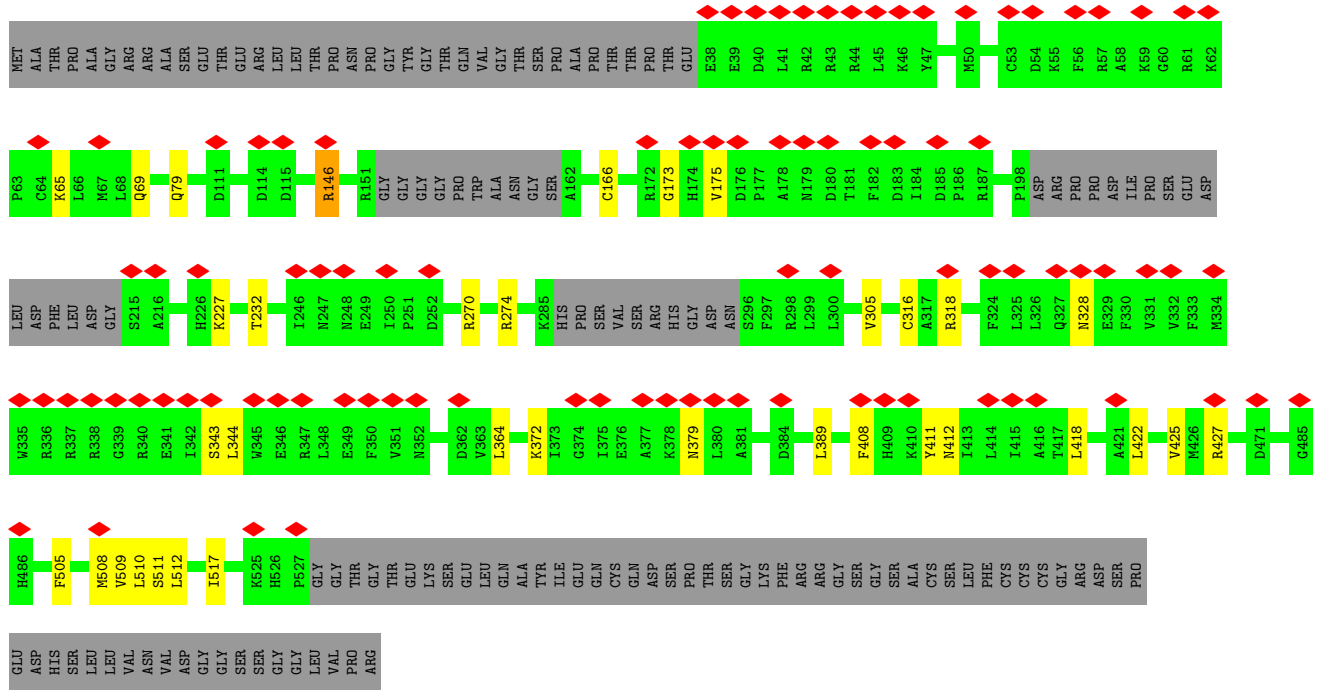 MET ALA THR PRO ALA GLY ARG ARG ALA SER GLU THR GLU ARG LEU LEU THR PRO ASN PRO GLY TYR GLY THR GLN VAL GLY THR SER PRO ALA PRO THR THR PRO THR GLU E38 E39 D40 L41 R42 R43 R44 L45 K46 Y47 M50 C53 D54 K55 F56 R57 A58 K59 G60 R61 K62
P63 C64 K65 L66 M67 L68 Q69 Q79 D111 D114 D115 R146 R151 GLY GLY GLY GLY PRO TRP ALA ASN GLY SER A162 C166 R172 G173 H174 V175 D176 P177 A178 N179 D180 T181 F182 D183 I184 D185 P186 R187 P198 ASP ARG PRO PRO ASP ILE PRO SER GLU ASP
LEU ASP PHE LEU ASP GLY S215 A216 H226 K227 T232 I246 N247 N248 E249 I250 P251 D252 R270 R274 K285 HIS PRO SER VAL SER ARG HIS GLY ASP ASN S296 F297 R298 L299 L300 V305 C316 A317 R318 F324 L325 L326 Q327 N328 E329 F330 V331 V332 F333 M334
W335 R336 R337 R338 G339 R340 E341 I342 S343 L344 W345 E346 R347 L348 E349 F350 V351 N352 D362 V363 L364 K372 I373 G374 I375 E376 A377 K378 N379 L380 A381 D384 L389 F408 H409 K410 Y411 N412 I413 L414 I415 A416 T417 L418 A421 L422 V425 M426 R427 D471 G485
H486 F505 M508 V509 L510 S511 L512 I517 K525 H526 P527 GLY GLY THR GLY THR GLU LYS SER GLU LEU GLN ALA TYR ILE GLU GLN CYS GLN ASP SER PRO THR SER GLY LYS PHE ARG ARG GLY SER GLY SER ALA CYS SER LEU PHE CYS CYS CYS GLY ARG ASP SER PRO
GLU ASP HIS SER LEU LEU VAL ASN VAL ASP GLY GLY SER SER GLY GLY LEU VAL PRO ARG